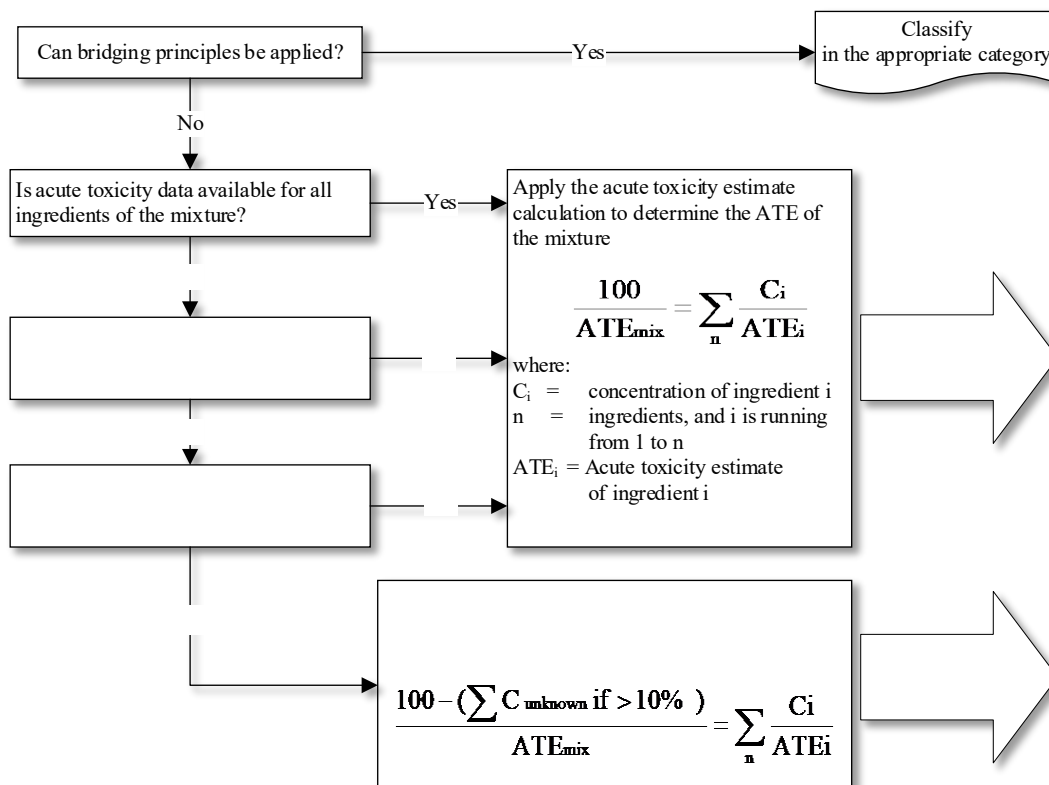 Can bridging principles be applied?
Yes
Classify
in the appropriate category
No
Is acute toxicity data available for all
ingredients of the mixture?
Yes
Apply the acute toxicity estimate
calculation to determine the ATE of
the mixture
100/ATEmix = ∑n Ci/ATEi
where:
Ci = concentration of ingredient i
n = ingredients, and i is running
from 1 to n
ATEi = Acute toxicity estimate
of ingredient i
100 – (∑ C unknown if > 10% )/ATEmix = ∑n Ci/ATEi